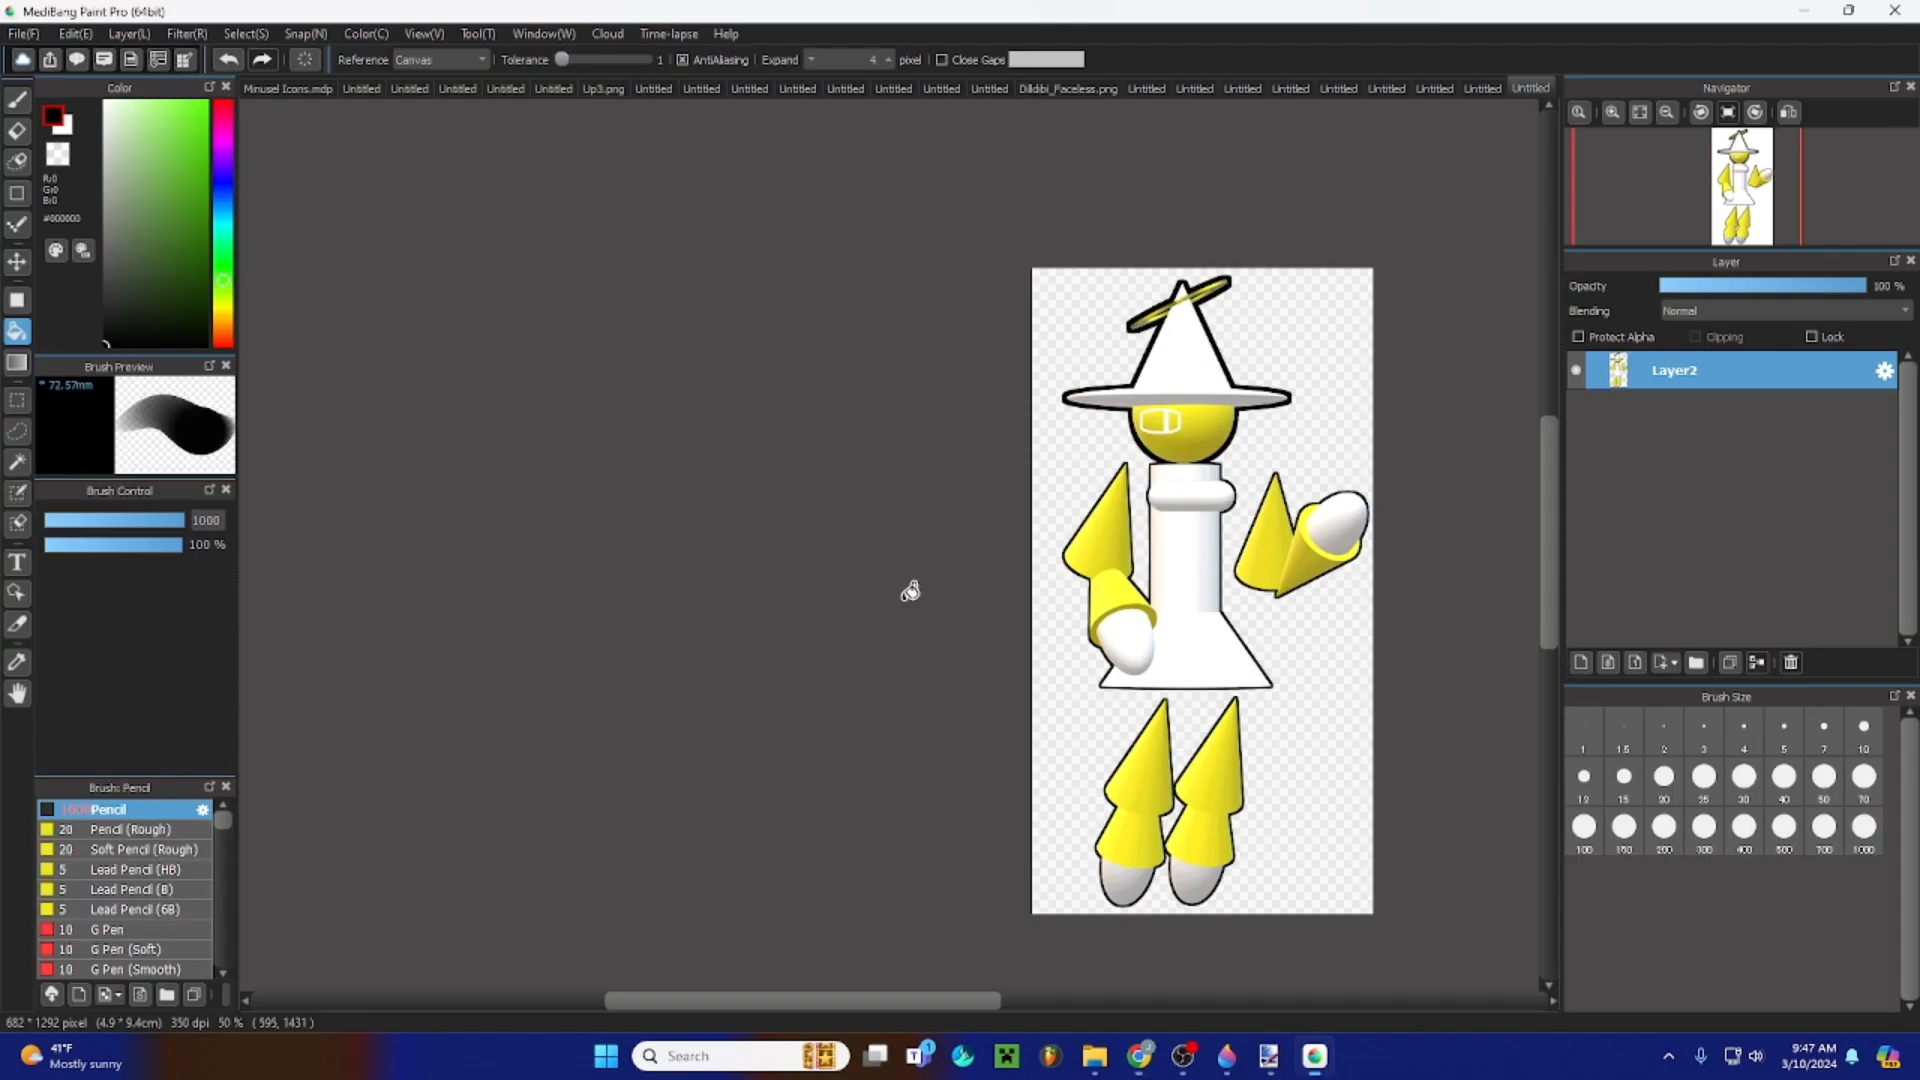 MediBang Paint Pro (64bit)
File(F) Edit(E) Layer(L) Filter(R) Select(S) Snap(N) Color(C) View(V) Tool(T) Window(W) Cloud Time-lapse Help
Reference Canvas Tolerance 1 AntiAliasing Expand 4 pixel Close Gaps
Minusel Icons.mdp Untitled Untitled Untitled Untitled Untitled Up3.png Untitled Untitled Untitled Untitled Untitled Untitled Untitled Untitled Dilldibi_Faceless.png Untitled Untitled Untitled Untitled Untitled Untitled Untitled Untitled Untitled
Color
R:0
G:0
B:0
#000000
Brush Preview
* 72.57mm
Brush Control
1000
100 %
Brush: Pencil
1000 Pencil
20 Pencil (Rough)
20 Soft Pencil (Rough)
5 Lead Pencil (HB)
5 Lead Pencil (B)
5 Lead Pencil (6B)
10 G Pen
10 G Pen (Soft)
10 G Pen (Smooth)
Navigator
Layer
Opacity 100 %
Blending Normal
Protect Alpha Clipping Lock
Layer2
Brush Size
1 1.5 2 3 4 5 7 10
12 15 20 25 30 40 50 70
100 150 200 300 400 500 700 1000
682 * 1292 pixel (4.9 * 9.4cm) 350 dpi 50 % ( 595, 1431 )
41°F
Mostly sunny
Search
T
1
9:47 AM
3/10/2024